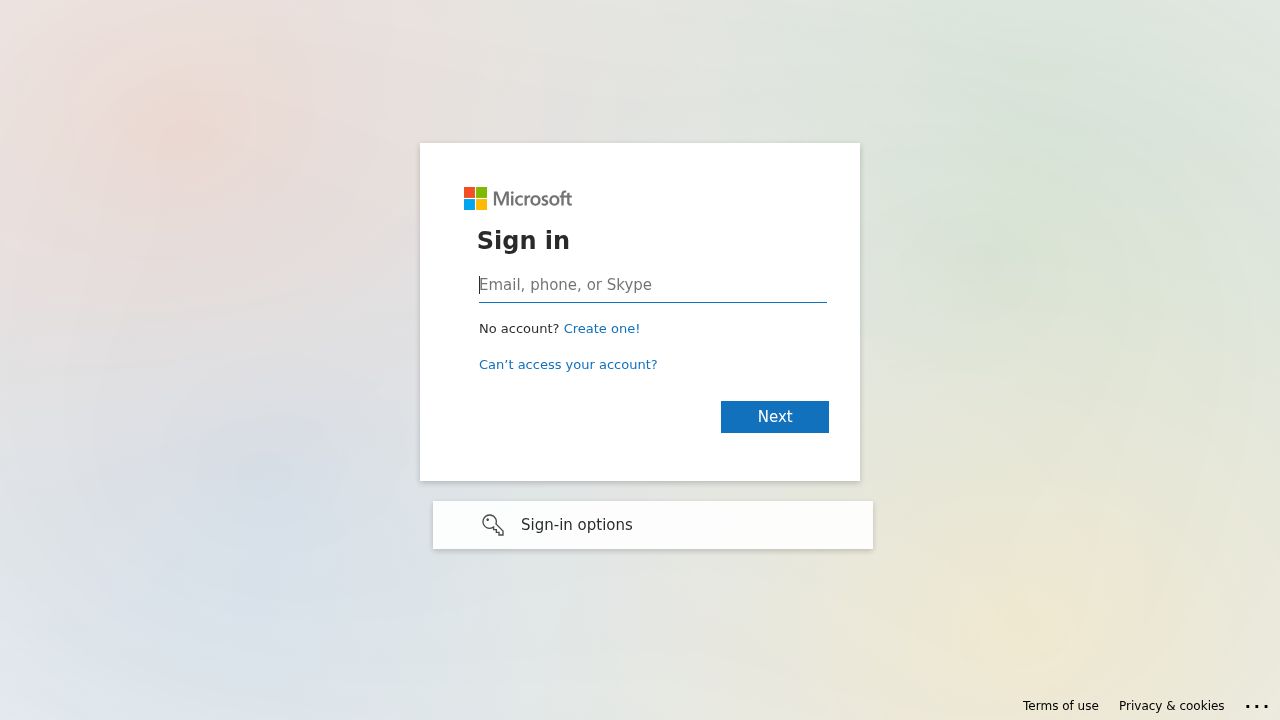 Microsoft
Sign in
Email, phone, or Skype
No account? Create one!
Can’t access your account?
Next
Sign-in options
Terms of use Privacy & cookies ...